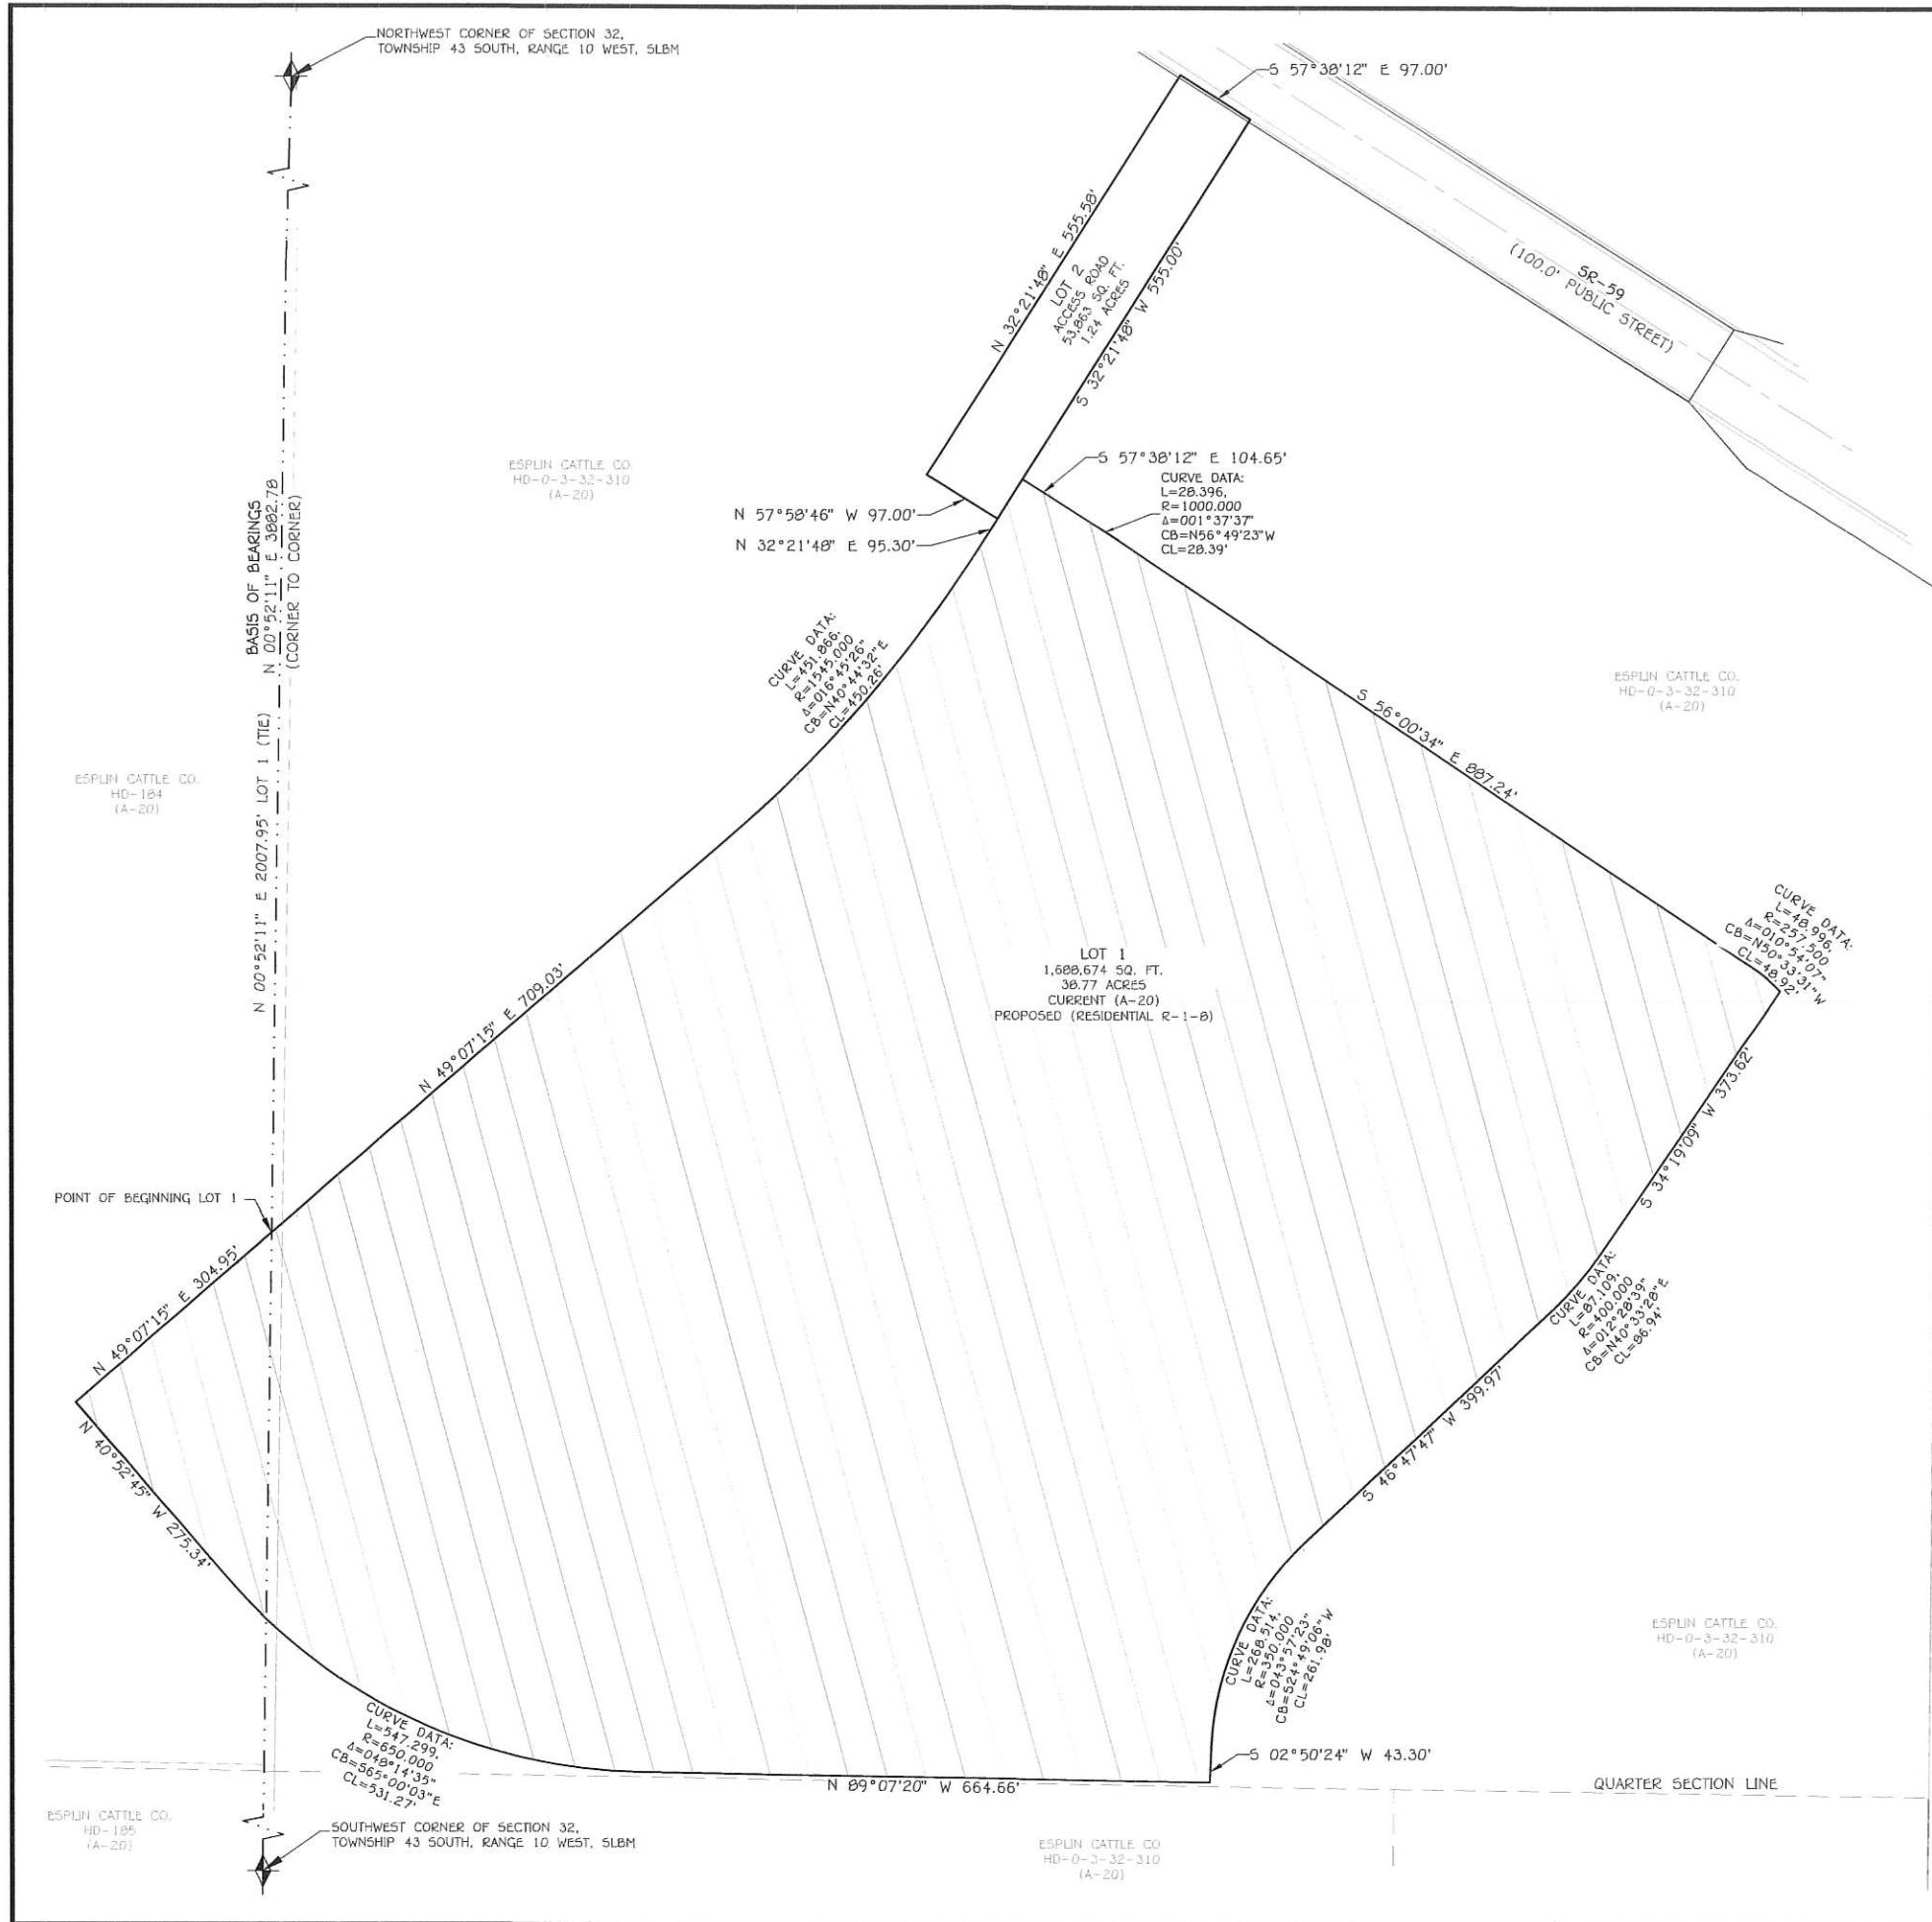 NORTHWEST CORNER OF SECTION 32,
TOWNSHIP 43 SOUTH, RANGE 10 WEST, SLBM
S 57°38'12" E 97.00'
SR-59
(100.0' PUBLIC STREET)
N 32°21'48" E 555.58'
LOT 2
ACCESS ROAD
53,863 SQ. FT.
1.24 ACRES
S 32°21'48" W 555.00'
ESPLIN CATTLE CO.
HD-0-3-32-310
(A-20)
S 57°38'12" E 104.65'
CURVE DATA:
L=28.396,
R=1000.000
Δ=001°37'37"
CB=N56°49'23"W
CL=28.39'
N 57°58'46" W 97.00'
N 32°21'48" E 95.30'
BASIS OF BEARINGS
N 00°52'11" E 3882.78
(CORNER TO CORNER)
CURVE DATA:
L=451.866,
R=1545.000
Δ=016°45'26"
CB=N40°44'32"E
CL=450.26'
S 56°00'34" E 887.24'
ESPLIN CATTLE CO.
HD-0-3-32-310
(A-20)
ESPLIN CATTLE CO.
HD-184
(A-20)
N 00°52'11" E 2007.95' LOT 1 (TIE)
CURVE DATA:
L=48.996,
R=257.500
Δ=010°54'07"
CB=N50°33'31"W
CL=48.92'
LOT 1
1,688,674 SQ. FT.
38.77 ACRES
CURRENT (A-20)
PROPOSED (RESIDENTIAL R-1-8)
N 49°07'15" E 709.03'
S 34°19'09" W 373.62'
POINT OF BEGINNING LOT 1
N 49°07'15" E 304.95'
CURVE DATA:
L=87.109,
R=400.000
Δ=012°28'39"
CB=N40°33'28"E
CL=86.94'
S 46°47'47" W 399.97'
N 40°52'45" W 275.34'
CURVE DATA:
L=268.514,
R=350.000
Δ=043°57'23"
CB=S24°49'06"W
CL=261.98'
ESPLIN CATTLE CO.
HD-0-3-32-310
(A-20)
CURVE DATA:
L=547.299,
R=650.000
Δ=048°14'35"
CB=S65°00'03"E
CL=531.27'
S 02°50'24" W 43.30'
N 89°07'20" W 664.66'
QUARTER SECTION LINE
ESPLIN CATTLE CO.
HD-185
(A-20)
SOUTHWEST CORNER OF SECTION 32,
TOWNSHIP 43 SOUTH, RANGE 10 WEST, SLBM
ESPLIN CATTLE CO
HD-0-3-32-310
(A-20)